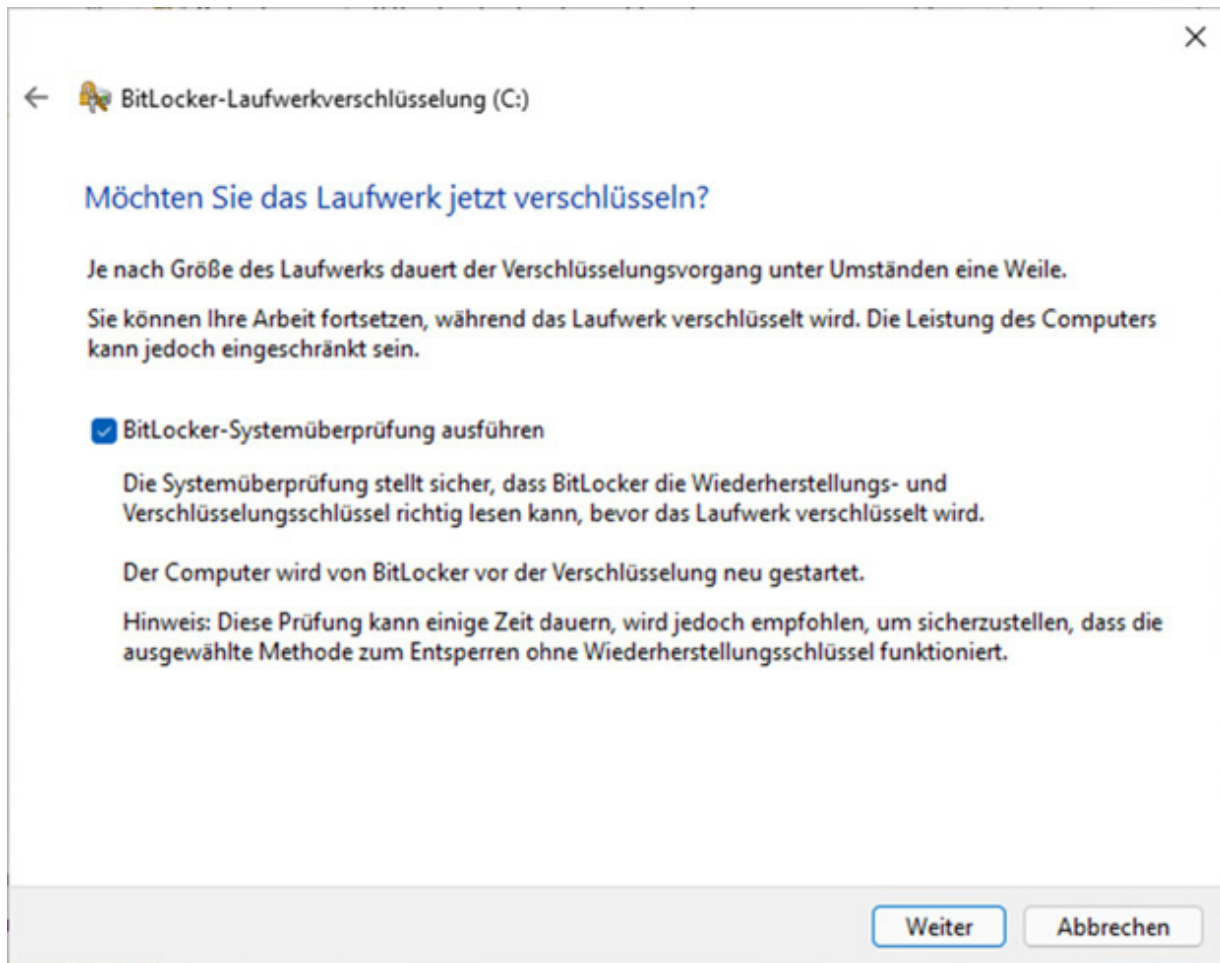 BitLocker-Laufwerkverschlüsselung (C:)
Möchten Sie das Laufwerk jetzt verschlüsseln?
Je nach Größe des Laufwerks dauert der Verschlüsselungsvorgang unter Umständen eine Weile.
Sie können Ihre Arbeit fortsetzen, während das Laufwerk verschlüsselt wird. Die Leistung des Computers
kann jedoch eingeschränkt sein.
BitLocker-Systemüberprüfung ausführen
Die Systemüberprüfung stellt sicher, dass BitLocker die Wiederherstellungs- und
Verschlüsselungsschlüssel richtig lesen kann, bevor das Laufwerk verschlüsselt wird.
Der Computer wird von BitLocker vor der Verschlüsselung neu gestartet.
Hinweis: Diese Prüfung kann einige Zeit dauern, wird jedoch empfohlen, um sicherzustellen, dass die
ausgewählte Methode zum Entsperren ohne Wiederherstellungsschlüssel funktioniert.
Weiter
Abbrechen